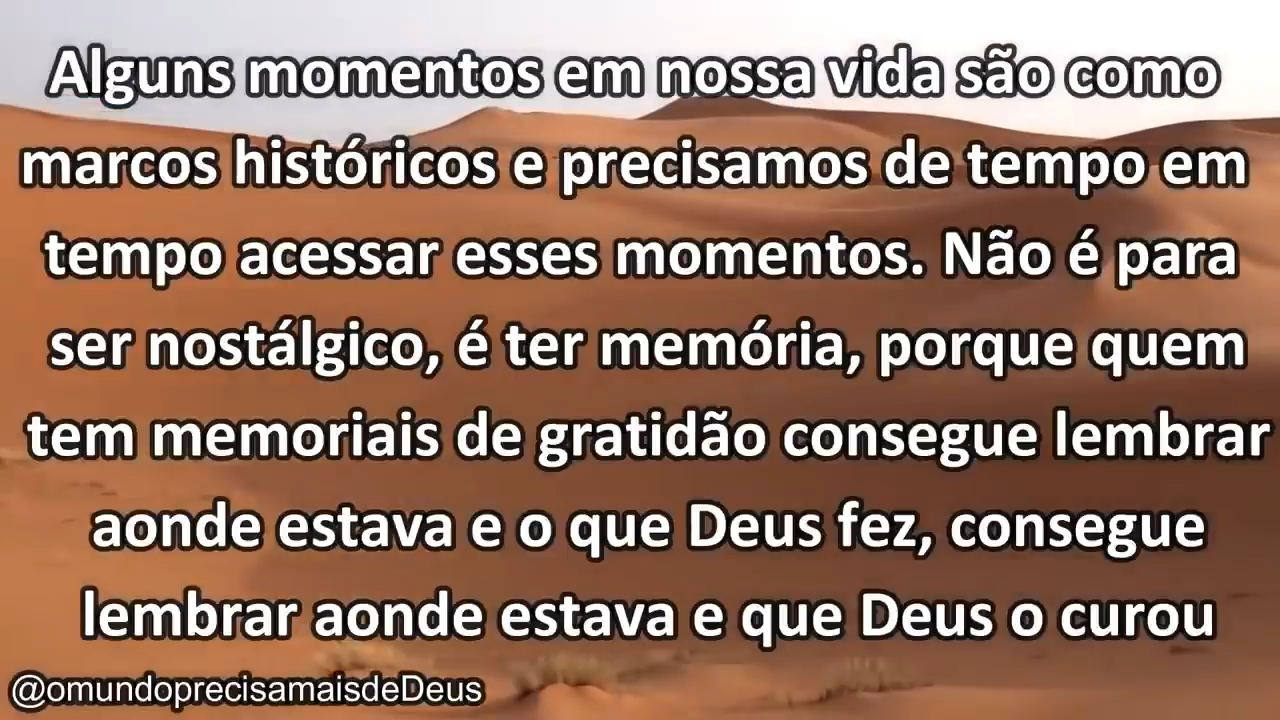 Alguns momentos em nossa vida são como
marcos históricos e precisamos de tempo em
tempo acessar esses momentos. Não é para
ser nostálgico, é ter memória, porque quem
tem memoriais de gratidão consegue lembrar
aonde estava e o que Deus fez, consegue
lembrar aonde estava e que Deus o curou
@omundoprecisamaisdeDeus